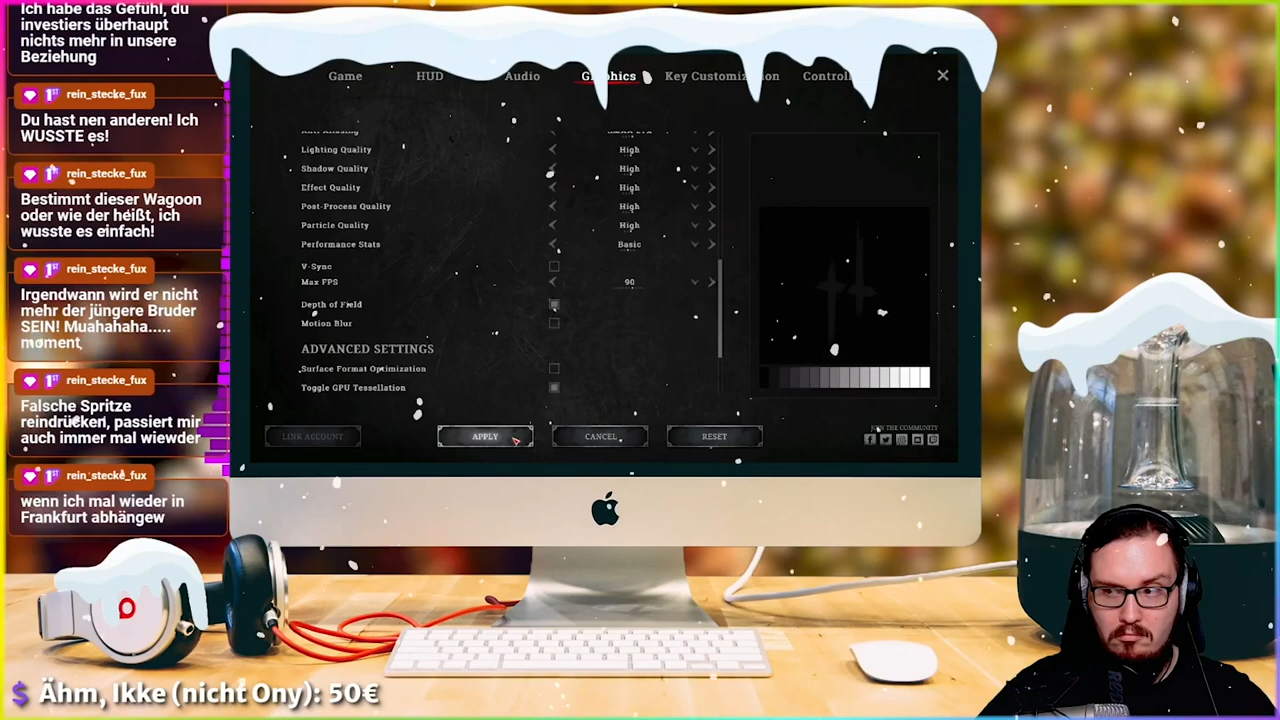 Ich habe das Gefühl, du
investiers überhaupt
nichts mehr in unsere
Beziehung
rein_stecke_fux
Du hast nen anderen! Ich
WUSSTE es!
rein_stecke_fux
Bestimmt dieser Wagoon
oder wie der heißt, ich
wusste es einfach!
rein_stecke_fux
Irgendwann wird er nicht
mehr der jüngere Bruder
SEIN! Muahahaha.....
moment,
rein_stecke_fux
Falsche Spritze
reindrücken, passiert mir
auch immer mal wiewder
rein_stecke_fux
wenn ich mal wieder in
Frankfurt abhängew
Game HUD Audio Graphics Key Customization
Lighting Quality High
Shadow Quality High
Effect Quality High
Post-Process Quality High
Particle Quality High
Performance Stats Basic
V-Sync
Max FPS 90
Depth of Field
Motion Blur
ADVANCED SETTINGS
Surface Format Optimization
Toggle GPU Tessellation
LINK ACCOUNT APPLY CANCEL RESET
JOIN THE COMMUNITY
$ Ähm, Ikke (nicht Ony): 50€